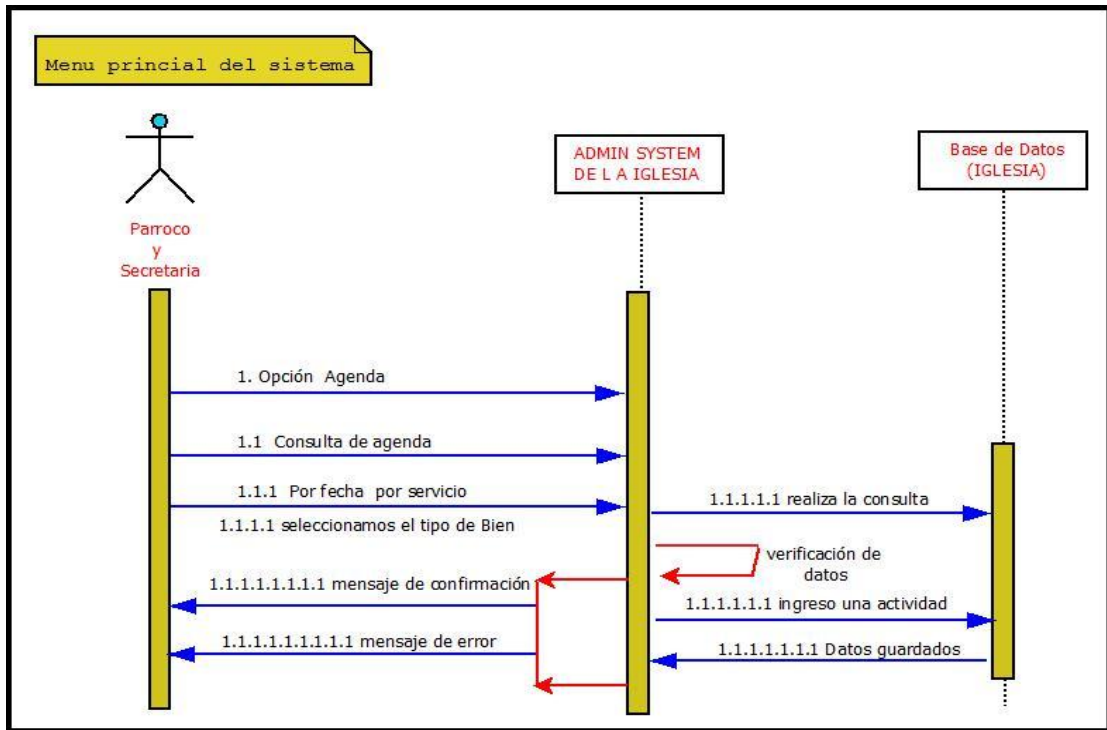 Menu princial del sistema
ADMIN SYSTEM
DE L A IGLESIA
Base de Datos
(IGLESIA)
Parroco
y
Secretaria
1. Opción Agenda
1.1 Consulta de agenda
1.1.1 Por fecha por servicio
1.1.1.1 seleccionamos el tipo de Bien
1.1.1.1.1 realiza la consulta
verificación de
datos
1.1.1.1.1.1.1.1 mensaje de confirmación
1.1.1.1.1.1 ingreso una actividad
1.1.1.1.1.1.1.1.1 mensaje de error
1.1.1.1.1.1.1 Datos guardados